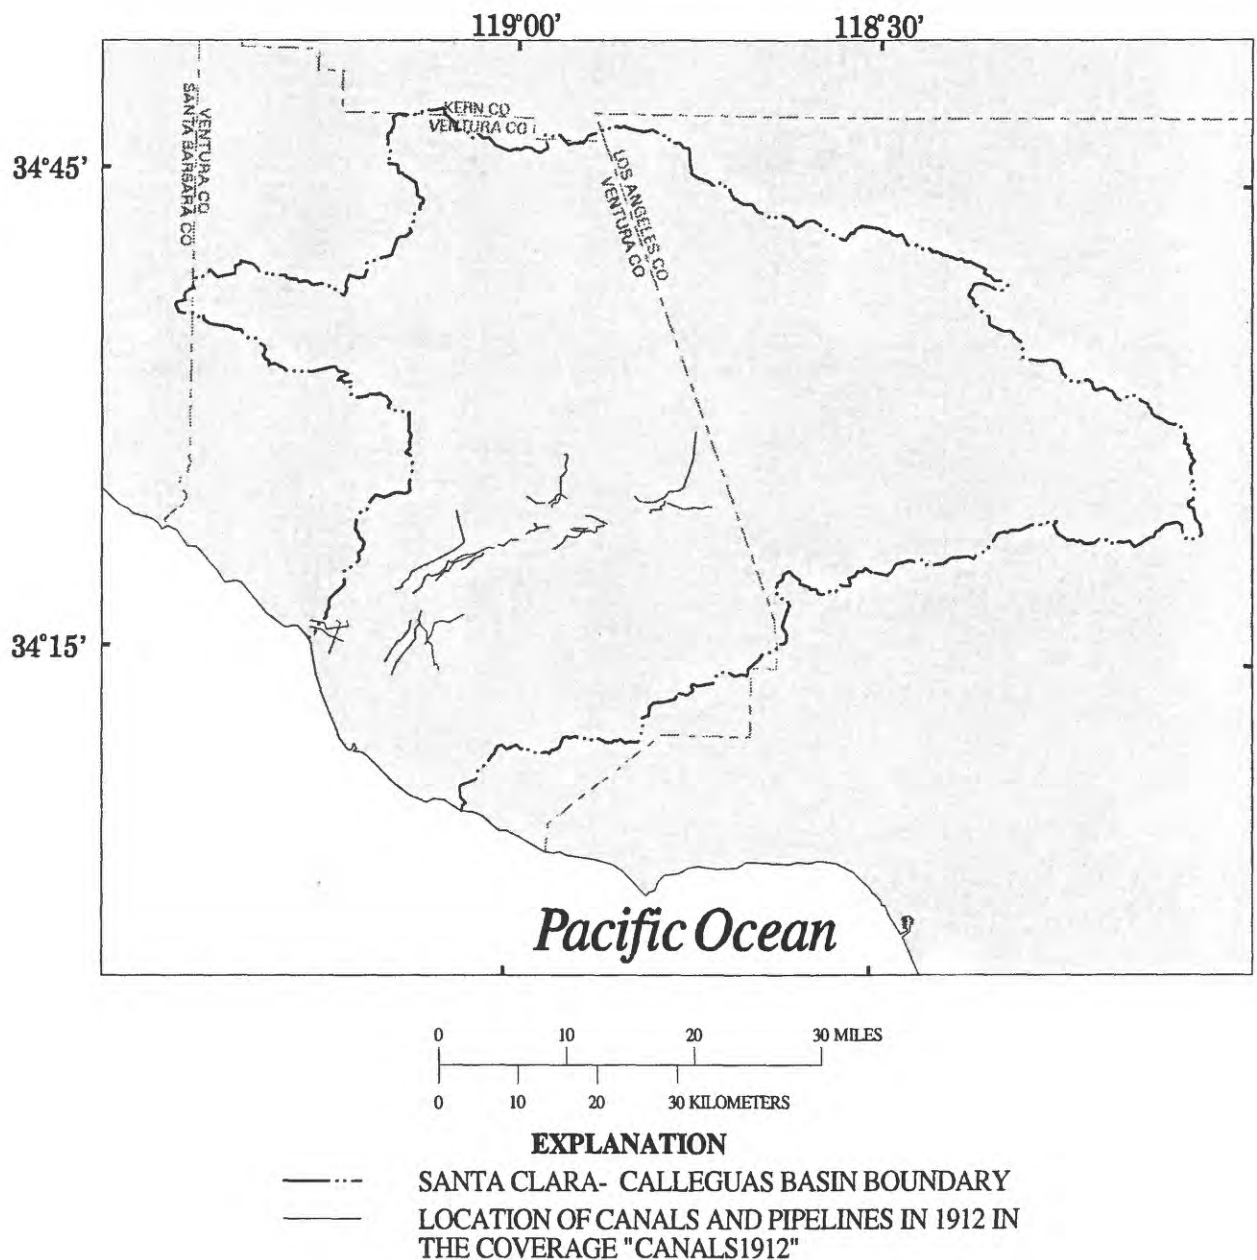 119°00' 118°30'
KERN CO
VENTURA CO
VENTURA CO
SANTA BARBARA CO
34°45'
LOS ANGELES CO
VENTURA CO
34°15'
Pacific Ocean
0 10 20 30 MILES
0 10 20 30 KILOMETERS
EXPLANATION
SANTA CLARA- CALLEGUAS BASIN BOUNDARY
LOCATION OF CANALS AND PIPELINES IN 1912 IN
THE COVERAGE "CANALS1912"